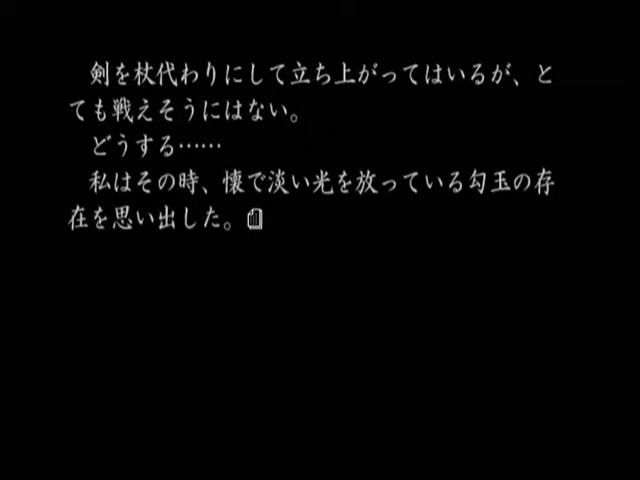 剣を杖代わりにして立ち上がってはいるが、と
ても戦えそうにはない。
どうする……
私はその時、懐で淡い光を放っている勾玉の存
在を思い出した。